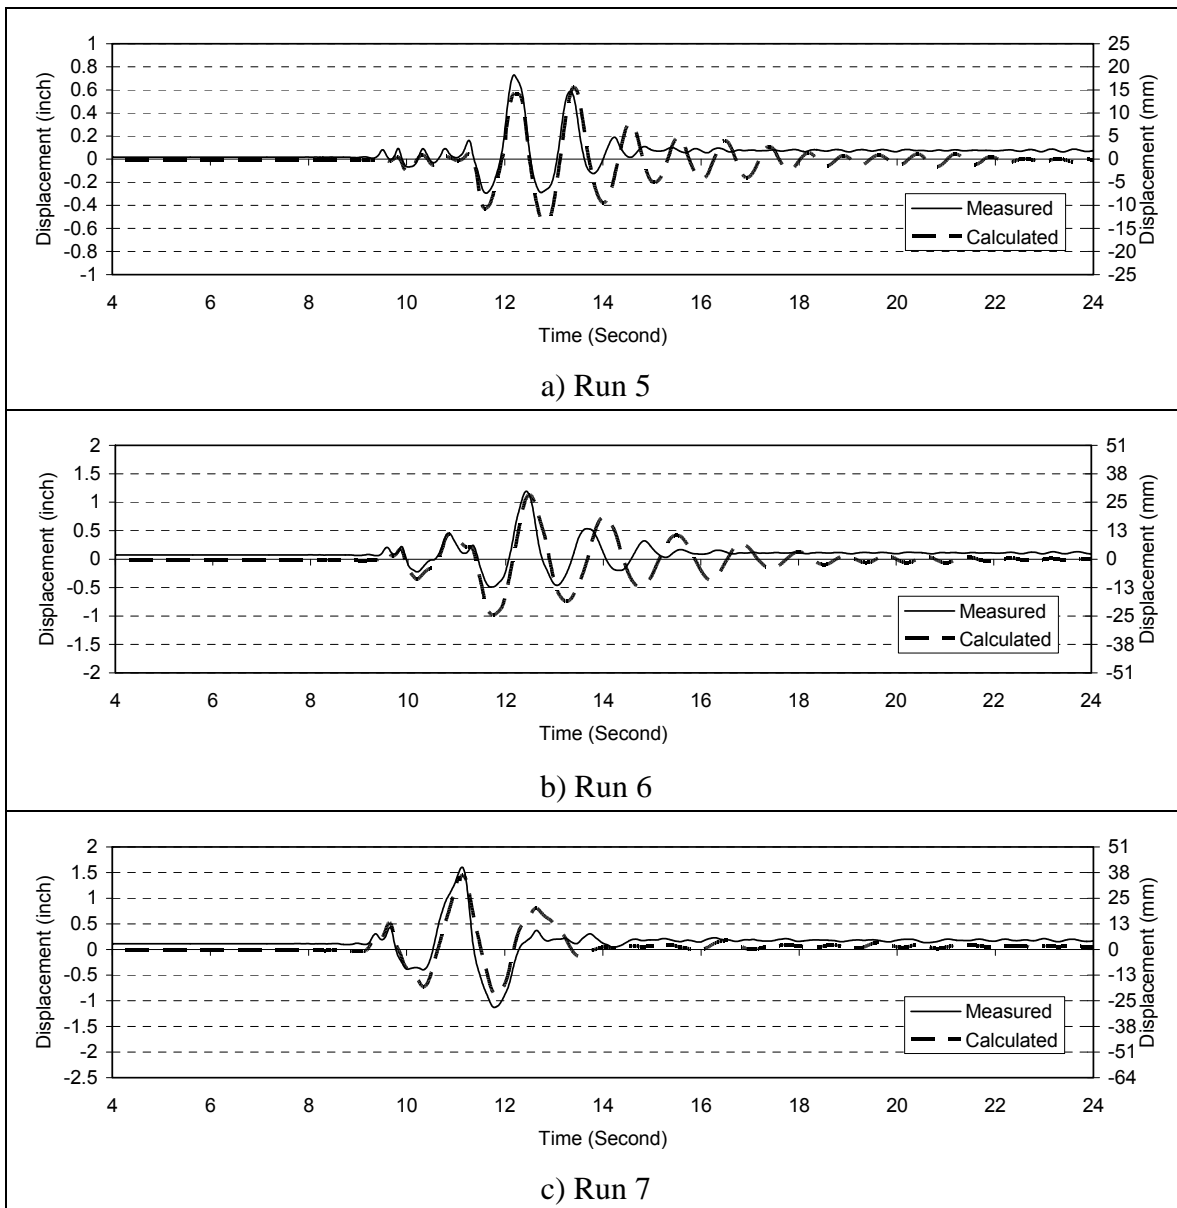 1
0.8
0.6
0.4
0.2
0
-0.2
-0.4
-0.6
-0.8
-1
Displacement (inch)
25
20
15
10
5
0
-5
-10
-15
-20
-25
Displacement (mm)
Measured
Calculated
4 6 8 10 12 14 16 18 20 22 24
Time (Second)
a) Run 5
2
1.5
1
0.5
0
-0.5
-1
-1.5
-2
Displacement (inch)
51
38
25
13
0
-13
-25
-38
-51
Displacement (mm)
Measured
Calculated
4 6 8 10 12 14 16 18 20 22 24
Time (Second)
b) Run 6
2
1.5
1
0.5
0
-0.5
-1
-1.5
-2
-2.5
Displacement (inch)
51
38
25
13
0
-13
-25
-38
-51
-64
Displacement (mm)
Measured
Calculated
4 6 8 10 12 14 16 18 20 22 24
Time (Second)
c) Run 7